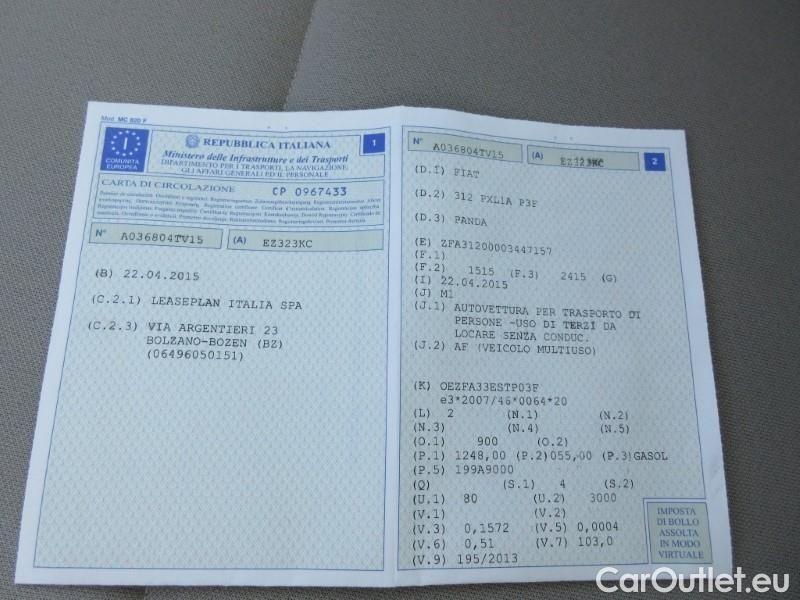 Mod. MC 820 F
I
COMUNITÀ
EUROPEA
REPUBBLICA ITALIANA
1
Ministero delle Infrastrutture e dei Trasporti
DIPARTIMENTO PER I TRASPORTI, LA NAVIGAZIONE,
GLI AFFARI GENERALI ED IL PERSONALE
CARTA DI CIRCOLAZIONE CP 0967433
N° A036804TV15 (A) EZ323KC
(B) 22.04.2015
(C.2.1) LEASEPLAN ITALIA SPA
(C.2.3) VIA ARGENTIERI 23
BOLZANO-BOZEN (BZ)
(06496050151)
N° A036804TV15 (A) EZ323KC 2
(D.1) FIAT
(D.2) 312 PXL1A P3F
(D.3) PANDA
(E) ZFA31200003447157
(F.1)
(F.2) 1515 (F.3) 2415 (G)
(I) 22.04.2015
(J) M1
(J.1) AUTOVETTURA PER TRASPORTO DI
PERSONE -USO DI TERZI DA
LOCARE SENZA CONDUC.
(J.2) AF (VEICOLO MULTIUSO)
(K) OEZFA33ESTP03F
e3*2007/46*0064*20
(L) 2 (N.1) (N.2)
(N.3) (N.4) (N.5)
(O.1) 900 (O.2)
(P.1) 1248,00 (P.2)055,00 (P.3)GASOL
(P.5) 199A9000
(Q) (S.1) 4 (S.2)
(U.1) 80 (U.2) 3000
(V.1) (V.2)
(V.3) 0,1572 (V.5) 0,0004
(V.6) 0,51 (V.7) 103,0
(V.9) 195/2013
IMPOSTA
DI BOLLO
ASSOLTA
IN MODO
VIRTUALE
CarOutlet.eu